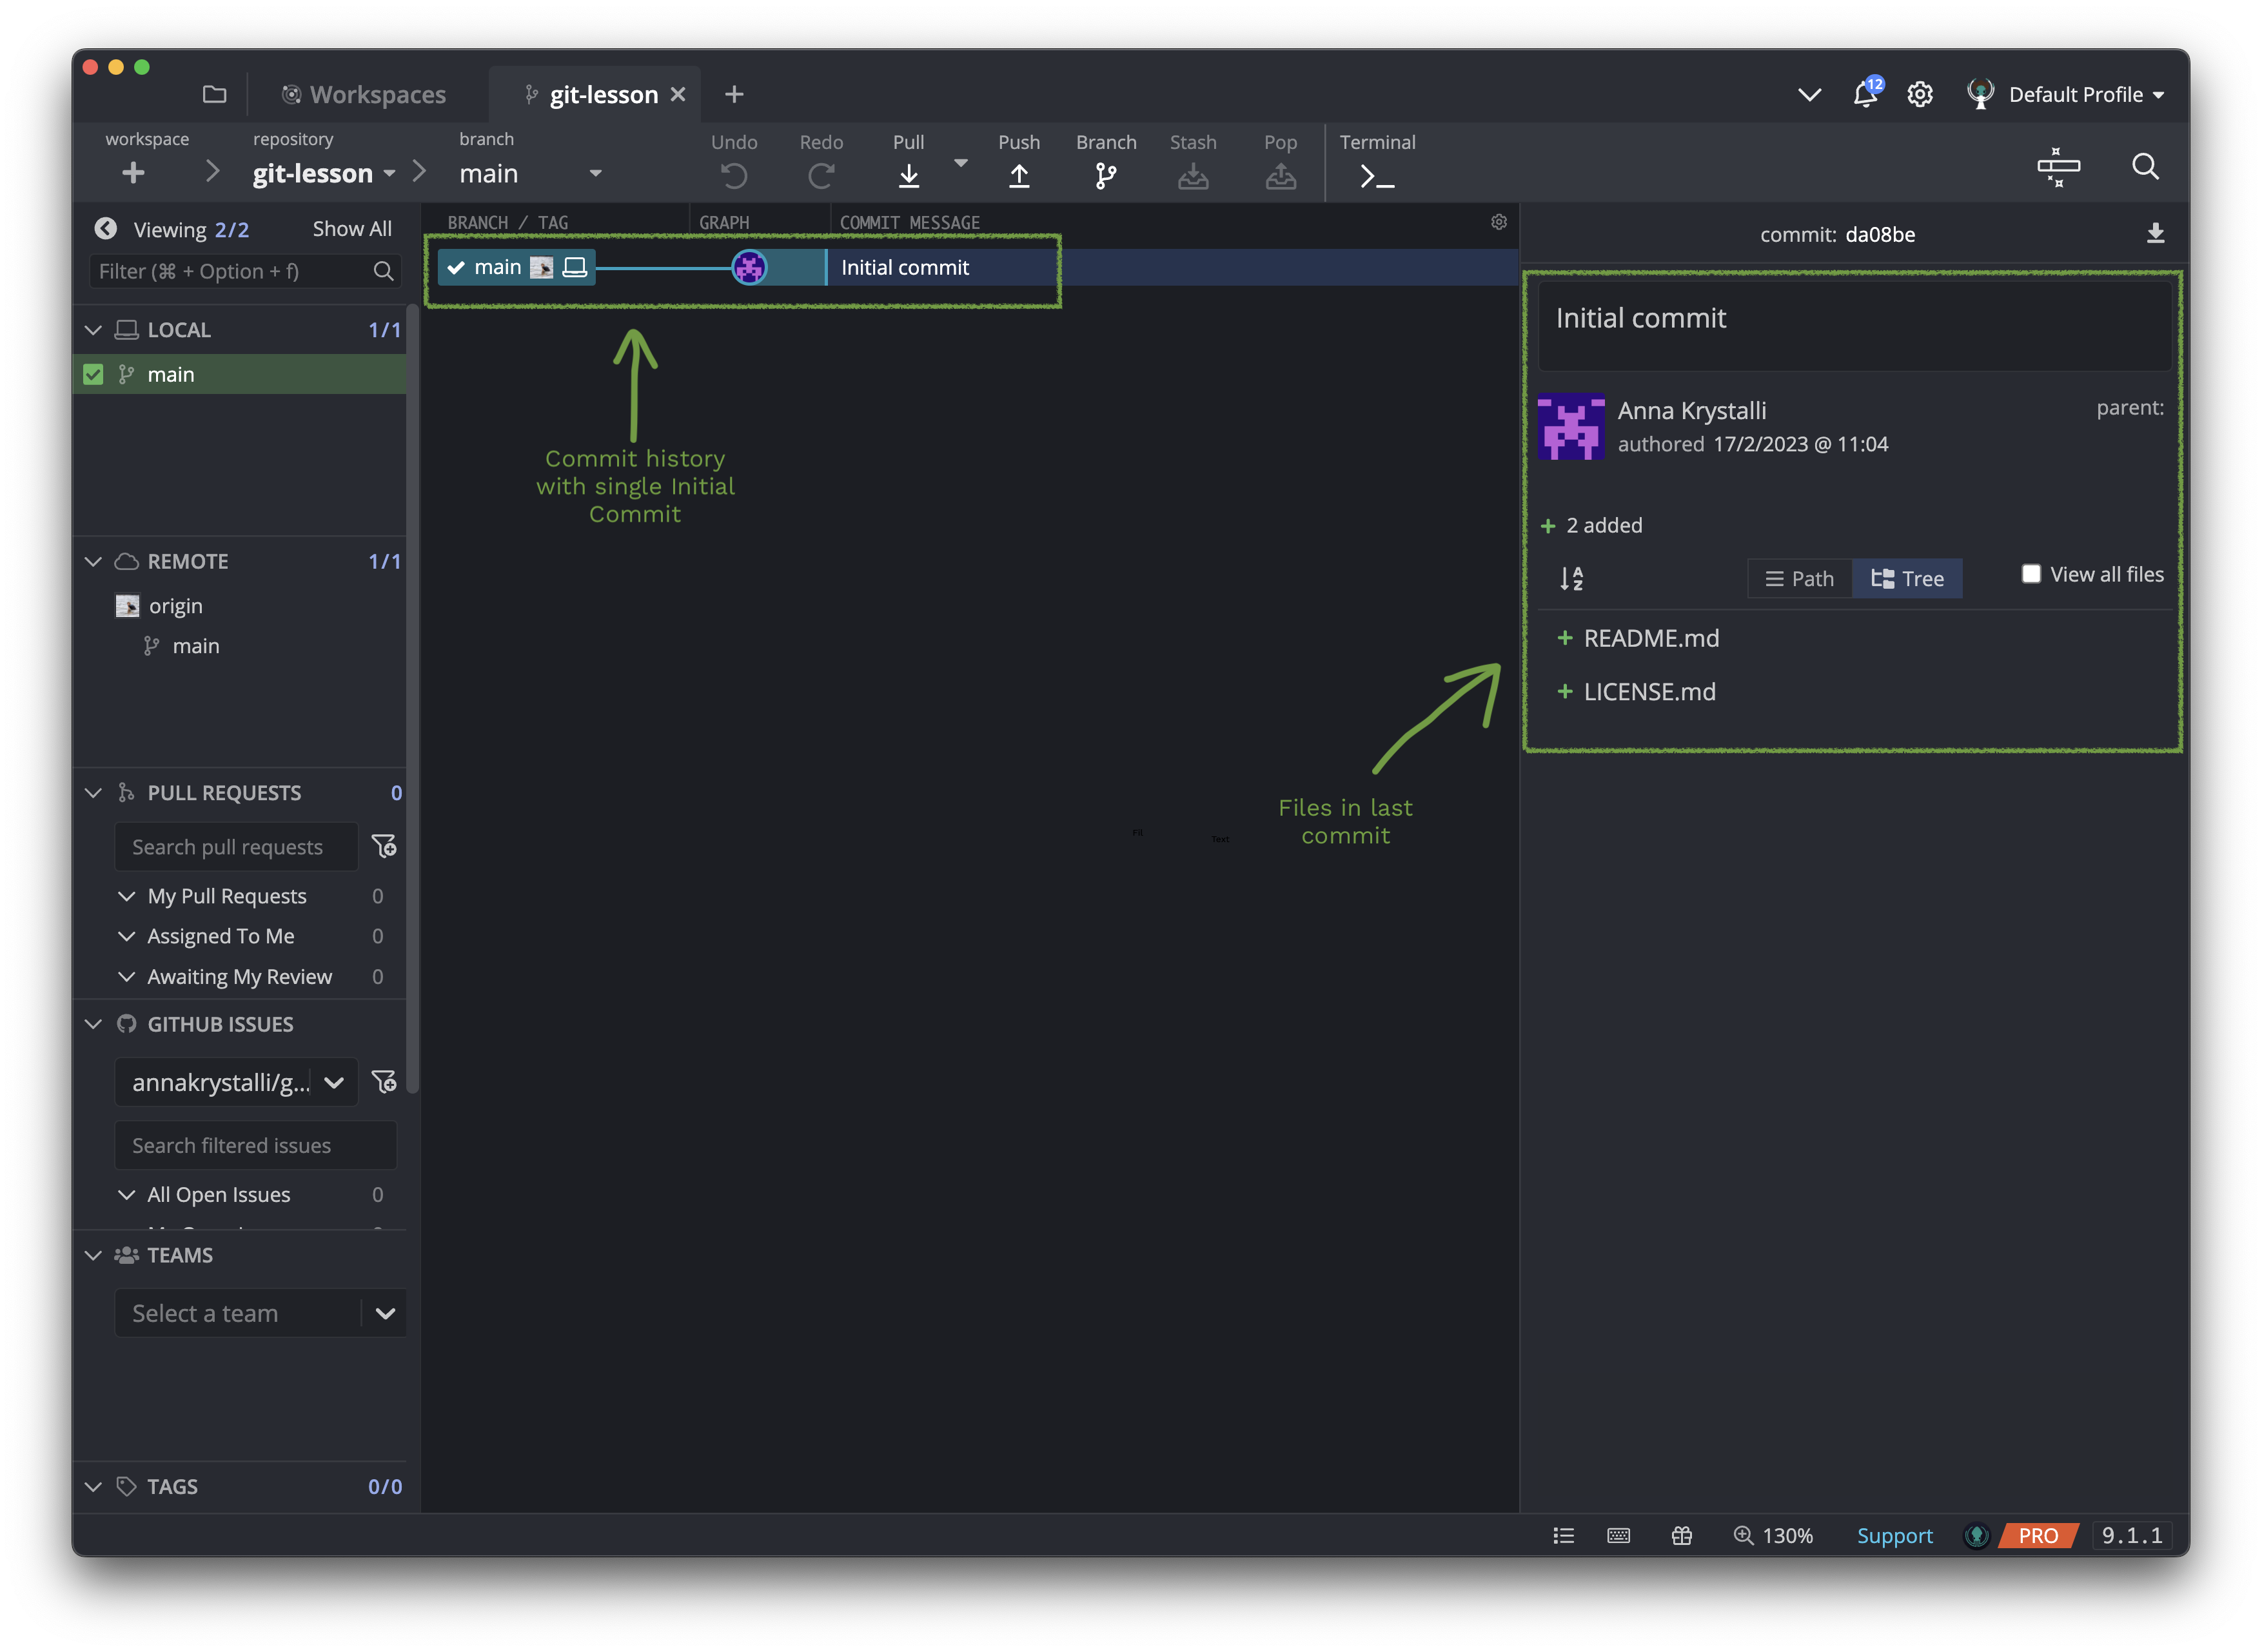 Workspaces
git-lesson
12
Default Profile
workspace
repository
git-lesson
branch
main
Undo
Redo
Pull
Push
Branch
Stash
Pop
Terminal
Viewing 2/2
Show All
Filter (⌘ + Option + f)
LOCAL 1/1
main
REMOTE 1/1
origin
main
PULL REQUESTS 0
Search pull requests
My Pull Requests 0
Assigned To Me 0
Awaiting My Review 0
GITHUB ISSUES
annakrystalli/g...
Search filtered issues
All Open Issues 0
TEAMS
Select a team
TAGS 0/0
BRANCH / TAG
GRAPH
COMMIT MESSAGE
main
Initial commit
Commit history
with single Initial
Commit
Fil
Text
Files in last
commit
commit: da08be
Initial commit
Anna Krystalli
parent:
authored 17/2/2023 @ 11:04
2 added
A
Z
Path
Tree
View all files
README.md
LICENSE.md
130%
Support
PRO
9.1.1